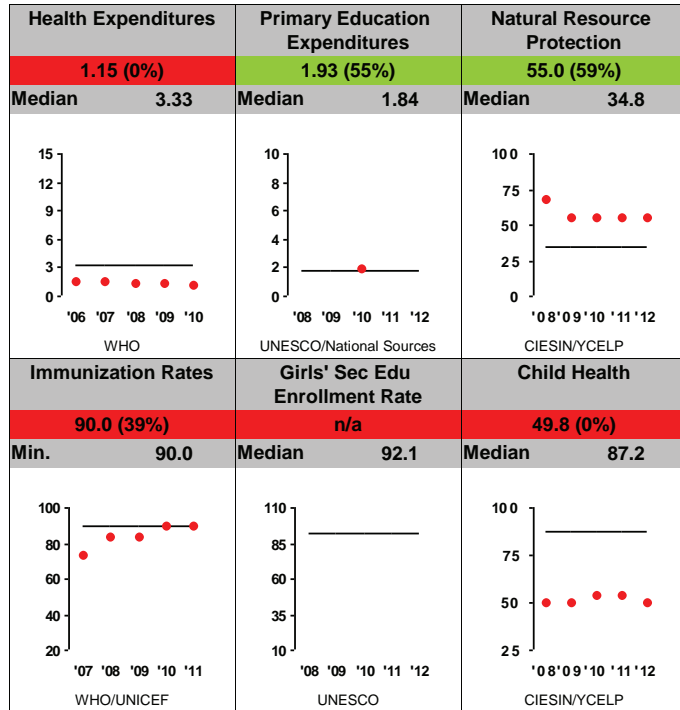 Health Expenditures
1.15 (0%)
Median 3.33
15
12
9
6
3
0
'06 '07 '08 '09 '10
WHO
Primary Education
Expenditures
1.93 (55%)
Median 1.84
10
8
6
4
2
0
'08 '09 '10 '11 '12
UNESCO/National Sources
Natural Resource
Protection
55.0 (59%)
Median 34.8
100
75
50
25
0
'08 '09 '10 '11 '12
CIESIN/YCELP
Immunization Rates
90.0 (39%)
Min. 90.0
100
80
60
40
20
'07 '08 '09 '10 '11
WHO/UNICEF
Girls' Sec Edu
Enrollment Rate
n/a
Median 92.1
110
85
60
35
10
'08 '09 '10 '11 '12
UNESCO
Child Health
49.8 (0%)
Median 87.2
100
75
50
25
'08 '09 '10 '11 '12
CIESIN/YCELP